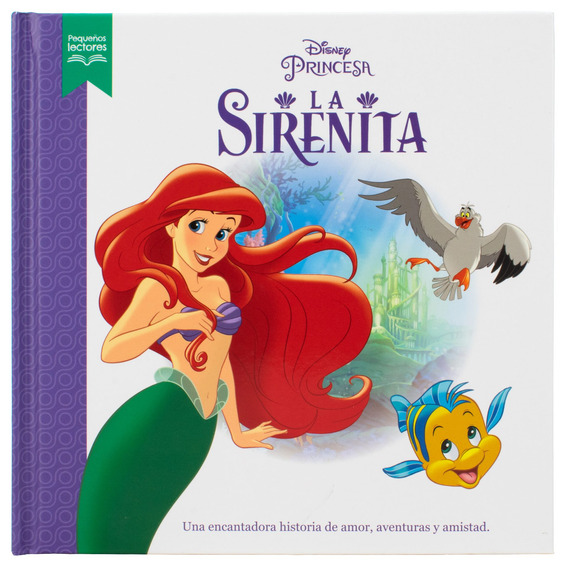 Pequeños
lectores
Disney
PRINCESA
LA
SIRENITA
Una encantadora historia de amor, aventuras y amistad.